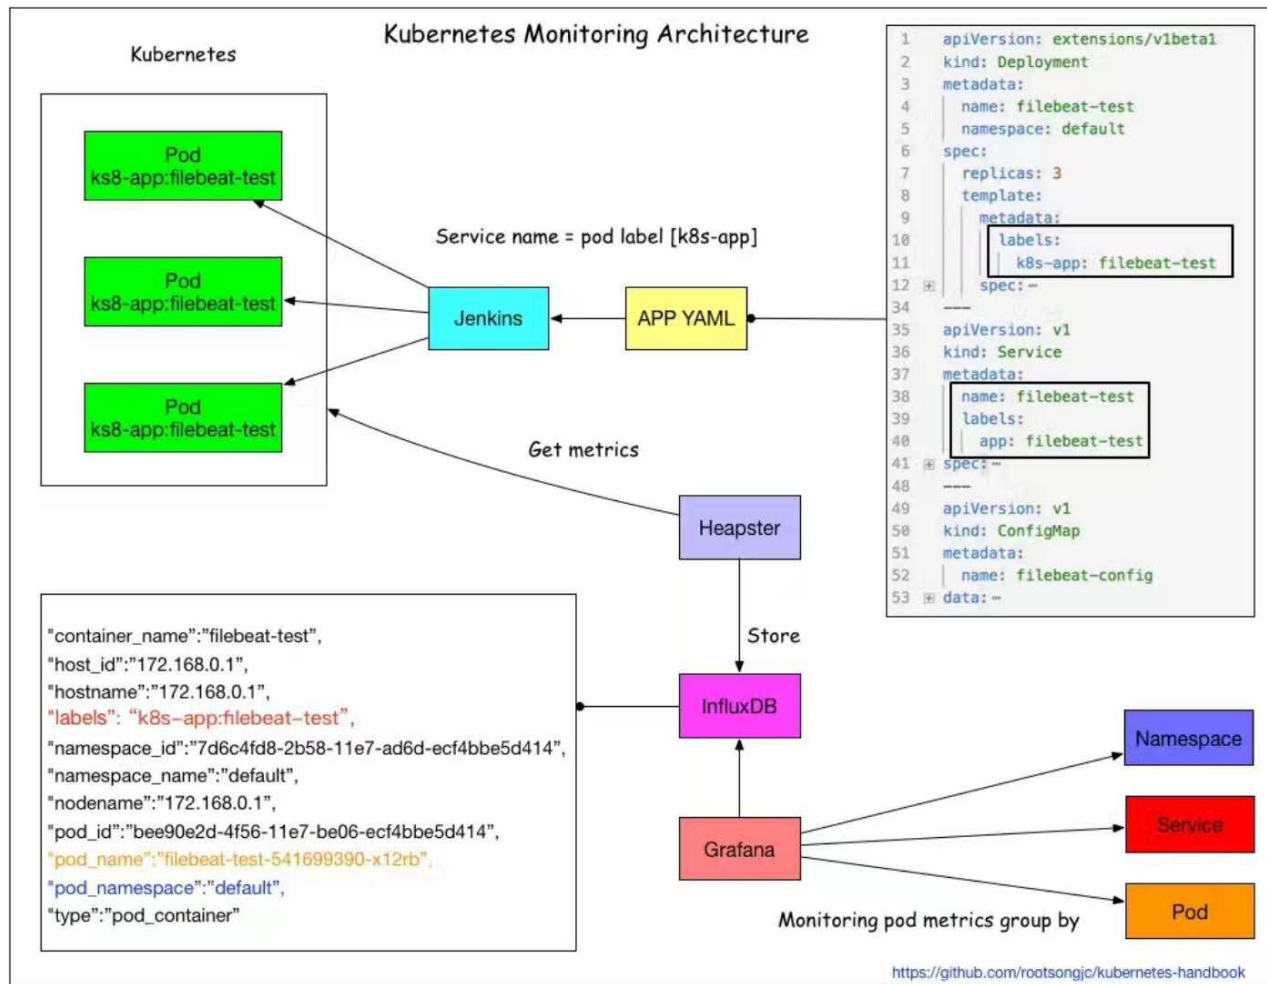 Kubernetes Monitoring Architecture
Kubernetes
Pod
ks8-app:filebeat-test
Pod
ks8-app:filebeat-test
Pod
ks8-app:filebeat-test
Service name = pod label [k8s-app]
Jenkins
APP YAML
1 apiVersion: extensions/v1beta1
2 kind: Deployment
3 metadata:
4 name: filebeat-test
5 namespace: default
6 spec:
7 replicas: 3
8 template:
9 metadata:
10 labels:
11 k8s-app: filebeat-test
12 spec:
34 ---
35 apiVersion: v1
36 kind: Service
37 metadata:
38 name: filebeat-test
39 labels:
40 app: filebeat-test
41 spec:
48 ---
49 apiVersion: v1
50 kind: ConfigMap
51 metadata:
52 name: filebeat-config
53 data:
Get metrics
Heapster
Store
InfluxDB
"container_name":"filebeat-test",
"host_id":"172.168.0.1",
"hostname":"172.168.0.1",
"labels": “k8s-app:filebeat-test”,
"namespace_id":"7d6c4fd8-2b58-11e7-ad6d-ecf4bbe5d414",
"namespace_name":"default",
"nodename":"172.168.0.1",
"pod_id":"bee90e2d-4f56-11e7-be06-ecf4bbe5d414",
"pod_name":"filebeat-test-541699390-x12rb",
"pod_namespace":"default",
"type":"pod_container"
Grafana
Namespace
Service
Pod
Monitoring pod metrics group by
https://github.com/rootsongjc/kubernetes-handbook